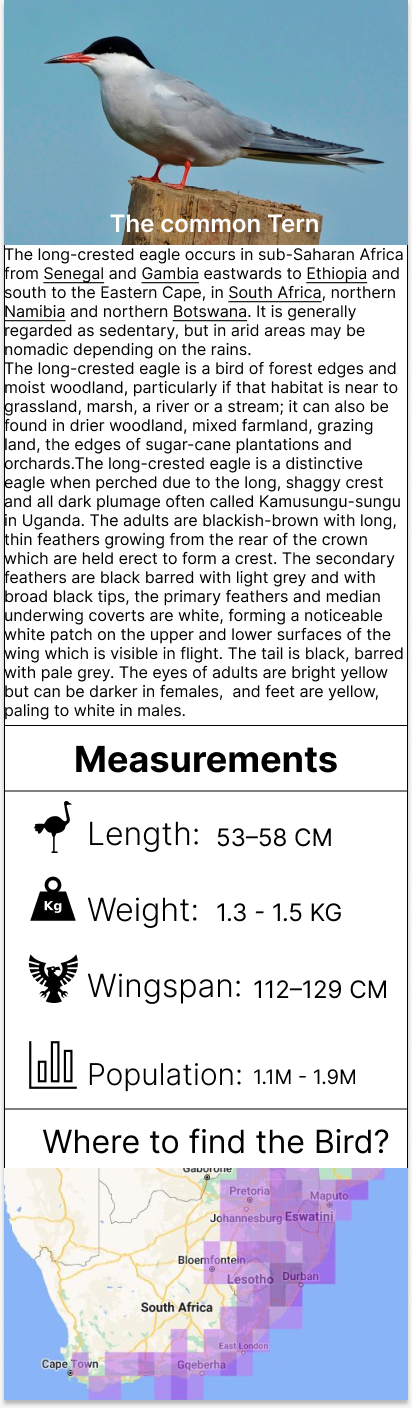 The common Tern
The long-crested eagle occurs in sub-Saharan Africa
from Senegal and Gambia eastwards to Ethiopia and
south to the Eastern Cape, in South Africa, northern
Namibia and northern Botswana. It is generally
regarded as sedentary, but in arid areas may be
nomadic depending on the rains.
The long-crested eagle is a bird of forest edges and
moist woodland, particularly if that habitat is near to
grassland, marsh, a river or a stream; it can also be
found in drier woodland, mixed farmland, grazing
land, the edges of sugar-cane plantations and
orchards.The long-crested eagle is a distinctive
eagle when perched due to the long, shaggy crest
and all dark plumage often called Kamusungu-sungu
in Uganda. The adults are blackish-brown with long,
thin feathers growing from the rear of the crown
which are held erect to form a crest. The secondary
feathers are black barred with light grey and with
broad black tips, the primary feathers and median
underwing coverts are white, forming a noticeable
white patch on the upper and lower surfaces of the
wing which is visible in flight. The tail is black, barred
with pale grey. The eyes of adults are bright yellow
but can be darker in females,  and feet are yellow,
paling to white in males.
Measurements
Length: 53–58 CM
Kg Weight: 1.3 - 1.5 KG
Wingspan: 112–129 CM
Population: 1.1M - 1.9M
Where to find the Bird?
Gaborone
Pretoria
Maputo
Johannesburg Eswatini
Bloemfontein
Lesotho Durban
South Africa
East London
Cape Town Gqeberha